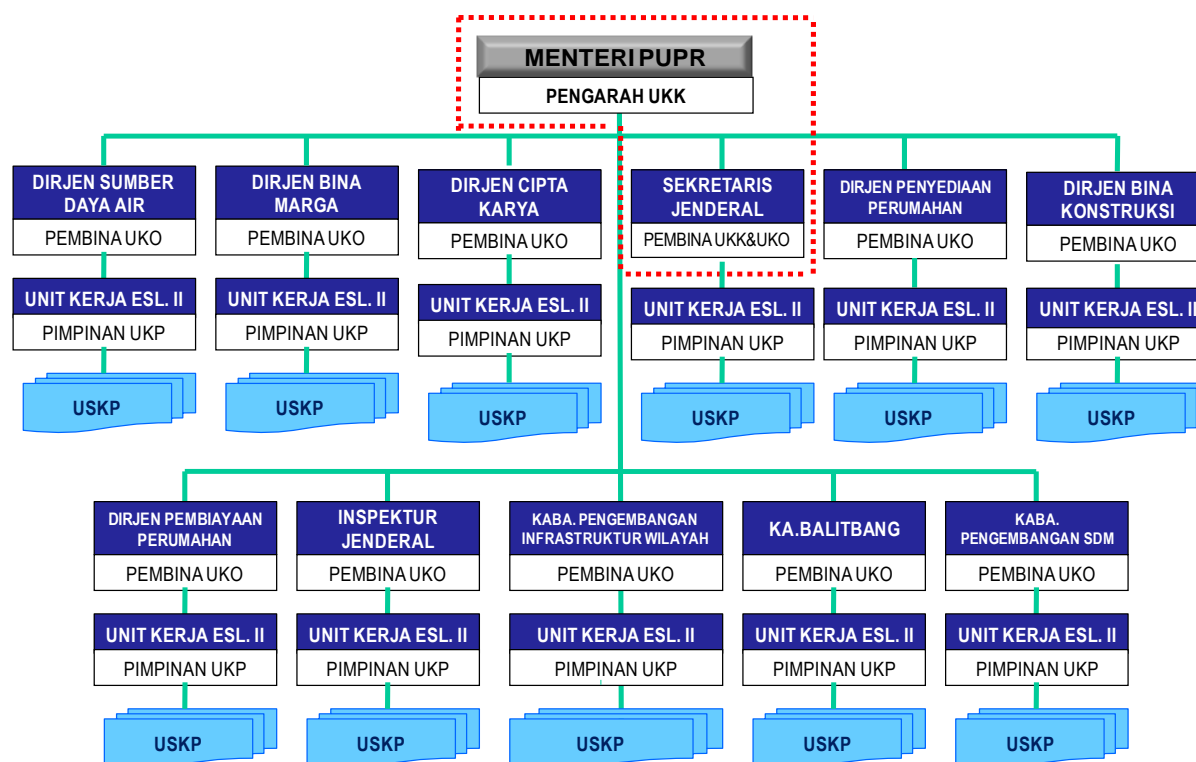 MENTERI PUPR
PENGARAH UKK
DIRJEN SUMBER
DAYA AIR
PEMBINA UKO
UNIT KERJA ESL. II
PIMPINAN UKP
USKP
DIRJEN BINA
MARGA
PEMBINA UKO
UNIT KERJA ESL. II
PIMPINAN UKP
USKP
DIRJEN CIPTA
KARYA
PEMBINA UKO
UNIT KERJA ESL. II
PIMPINAN UKP
USKP
SEKRETARIS
JENDERAL
PEMBINA UKK&UKO
UNIT KERJA ESL. II
PIMPINAN UKP
USKP
DIRJEN PENYEDIAAN
PERUMAHAN
PEMBINA UKO
UNIT KERJA ESL. II
PIMPINAN UKP
USKP
DIRJEN BINA
KONSTRUKSI
PEMBINA UKO
UNIT KERJA ESL. II
PIMPINAN UKP
USKP
DIRJEN PEMBIAYAAN
PERUMAHAN
PEMBINA UKO
UNIT KERJA ESL. II
PIMPINAN UKP
USKP
INSPEKTUR
JENDERAL
PEMBINA UKO
UNIT KERJA ESL. II
PIMPINAN UKP
USKP
KABA. PENGEMBANGAN
INFRASTRUKTUR WILAYAH
PEMBINA UKO
UNIT KERJA ESL. II
PIMPINAN UKP
USKP
KA.BALITBANG
PEMBINA UKO
UNIT KERJA ESL. II
PIMPINAN UKP
USKP
KABA.
PENGEMBANGAN SDM
PEMBINA UKO
UNIT KERJA ESL. II
PIMPINAN UKP
USKP